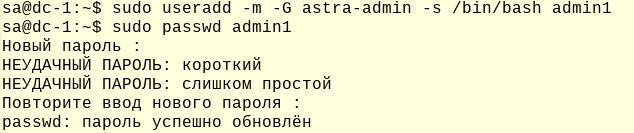 sa@dc-1:~$ sudo useradd -m -G astra-admin -s /bin/bash admin1
sa@dc-1:~$ sudo passwd admin1
Новый пароль :
НЕУДАЧНЫЙ ПАРОЛЬ: короткий
НЕУДАЧНЫЙ ПАРОЛЬ: слишком простой
Повторите ввод нового пароля :
passwd: пароль успешно обновлён